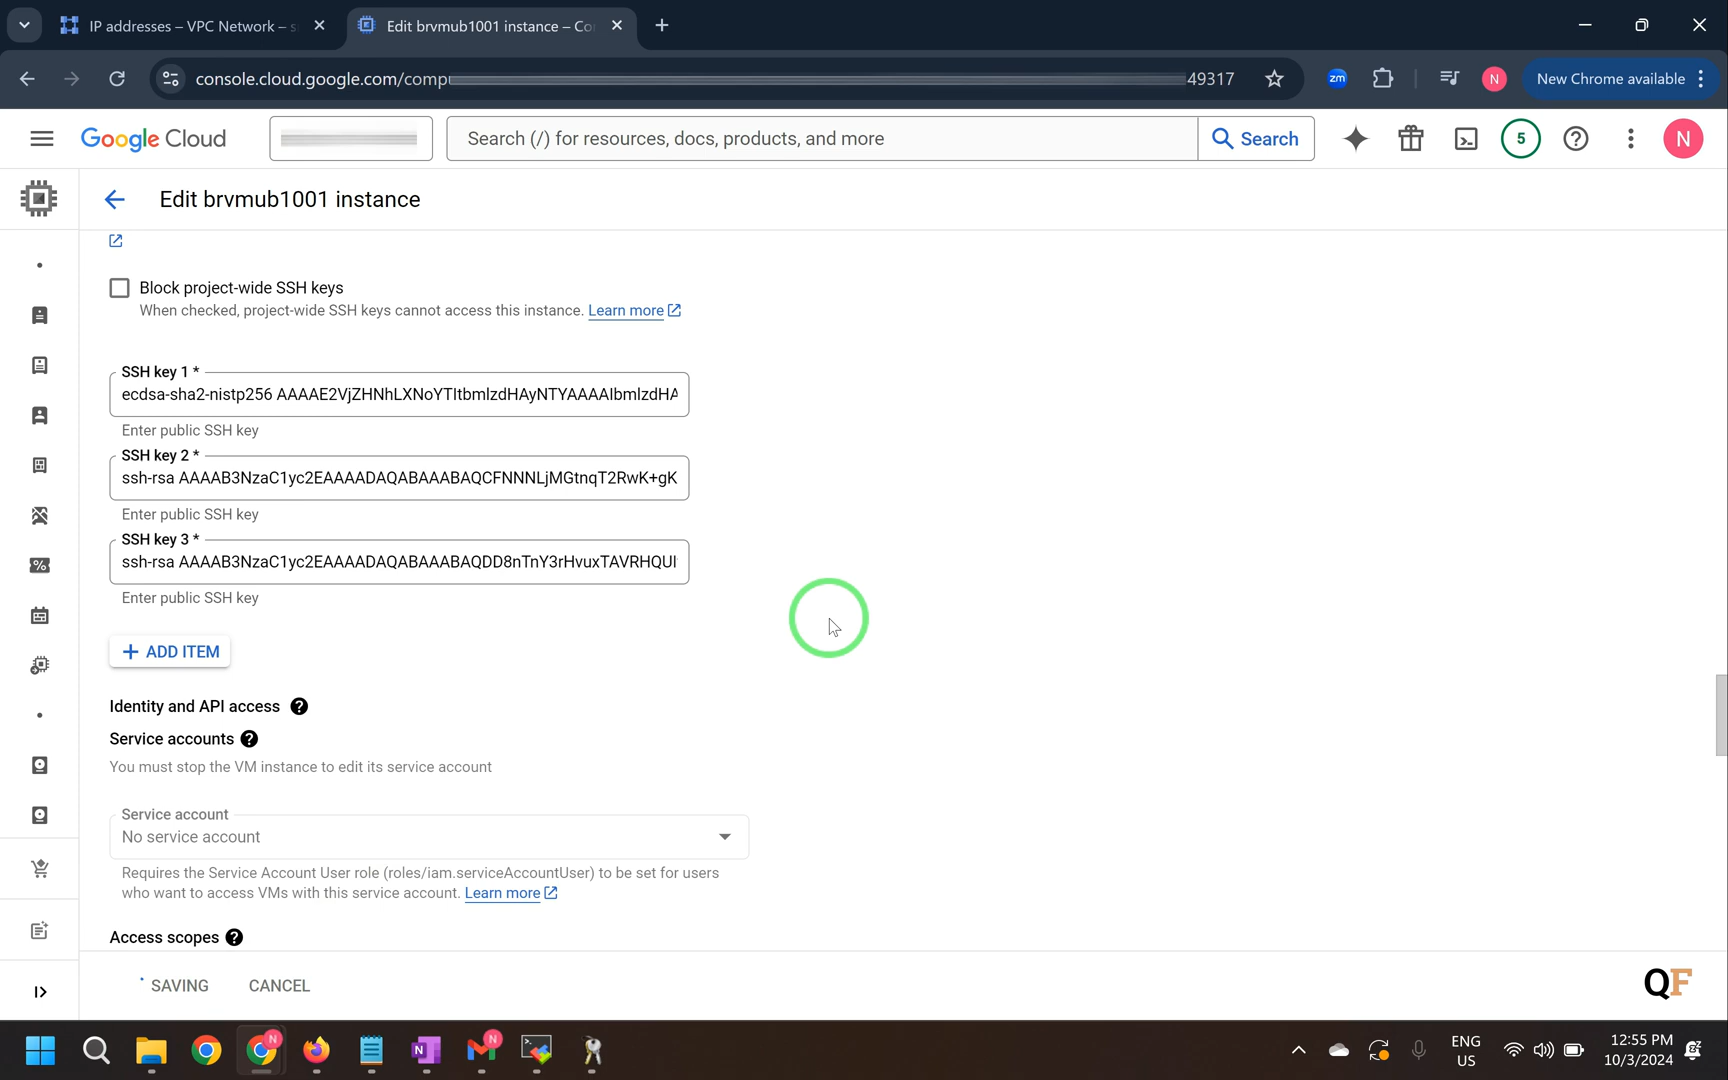 IP addresses – VPC Network – s
Edit brvmub1001 instance – Co
console.cloud.google.com/compu
49317
zm
N
New Chrome available
Google Cloud
Search (/) for resources, docs, products, and more
Search
5
N
Edit brvmub1001 instance
Block project-wide SSH keys
When checked, project-wide SSH keys cannot access this instance. Learn more
SSH key 1 *
ecdsa-sha2-nistp256 AAAAE2VjZHNhLXNoYTItbmlzdHAyNTYAAAAIbmlzdHA
Enter public SSH key
SSH key 2 *
ssh-rsa AAAAB3NzaC1yc2EAAAADAQABAAABAQCFNNNLjMGtnqT2RwK+gK
Enter public SSH key
SSH key 3 *
ssh-rsa AAAAB3NzaC1yc2EAAAADAQABAAABAQDD8nTnY3rHvuxTAVRHQUI
Enter public SSH key
+ ADD ITEM
Identity and API access
Service accounts
You must stop the VM instance to edit its service account
Service account
No service account
Requires the Service Account User role (roles/iam.serviceAccountUser) to be set for users
who want to access VMs with this service account. Learn more
Access scopes
SAVING
CANCEL
QF
ENG
US
12:55 PM
10/3/2024